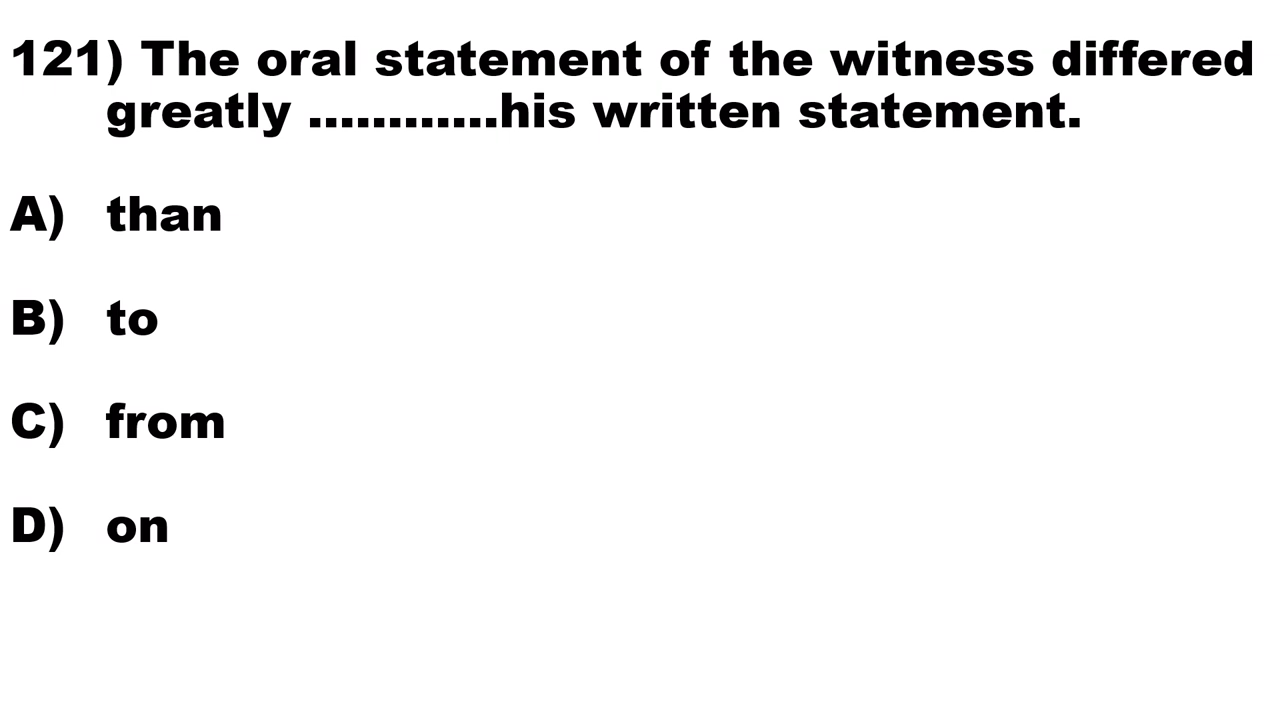 121) The oral statement of the witness differed
greatly ............his written statement.
A) than
B) to
C) from
D) on